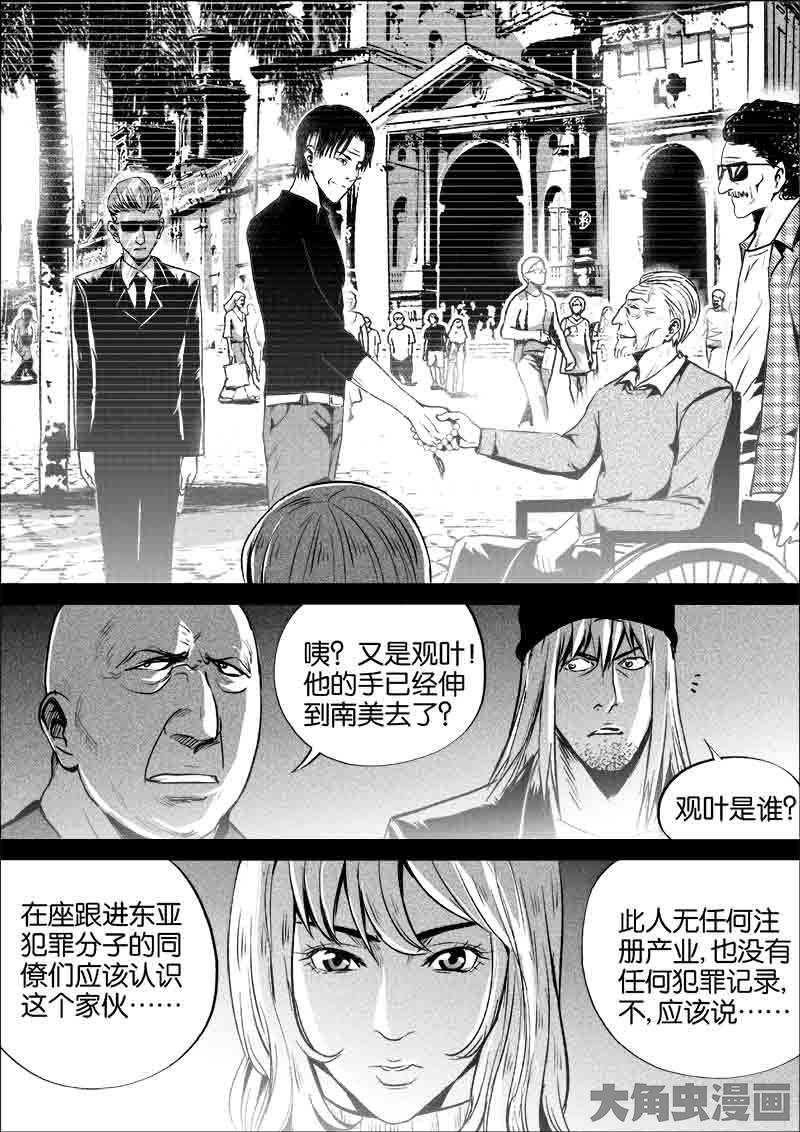 咦？又是观叶！
他的手已经伸
到南美去了？
观叶是谁？
在座跟进东亚
犯罪分子的同
僚们应该认识
这个家伙……
此人无任何注
册产业，也没有
任何犯罪记录，
不，应该说……
大角虫漫画